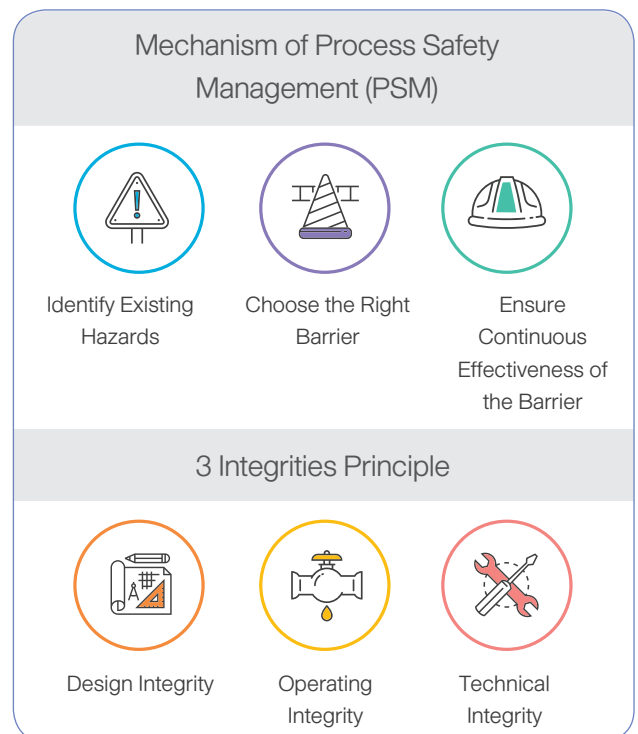 Mechanism of Process Safety
Management (PSM)
Identify Existing
Hazards
Choose the Right
Barrier
Ensure
Continuous
Effectiveness of
the Barrier
3 Integrities Principle
Design Integrity
Operating
Integrity
Technical
Integrity